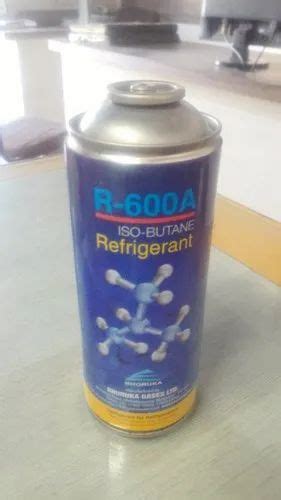 R-600A
ISO-BUTANE
Refrigerant
BHORUKA
BHORUKA GASES LTD